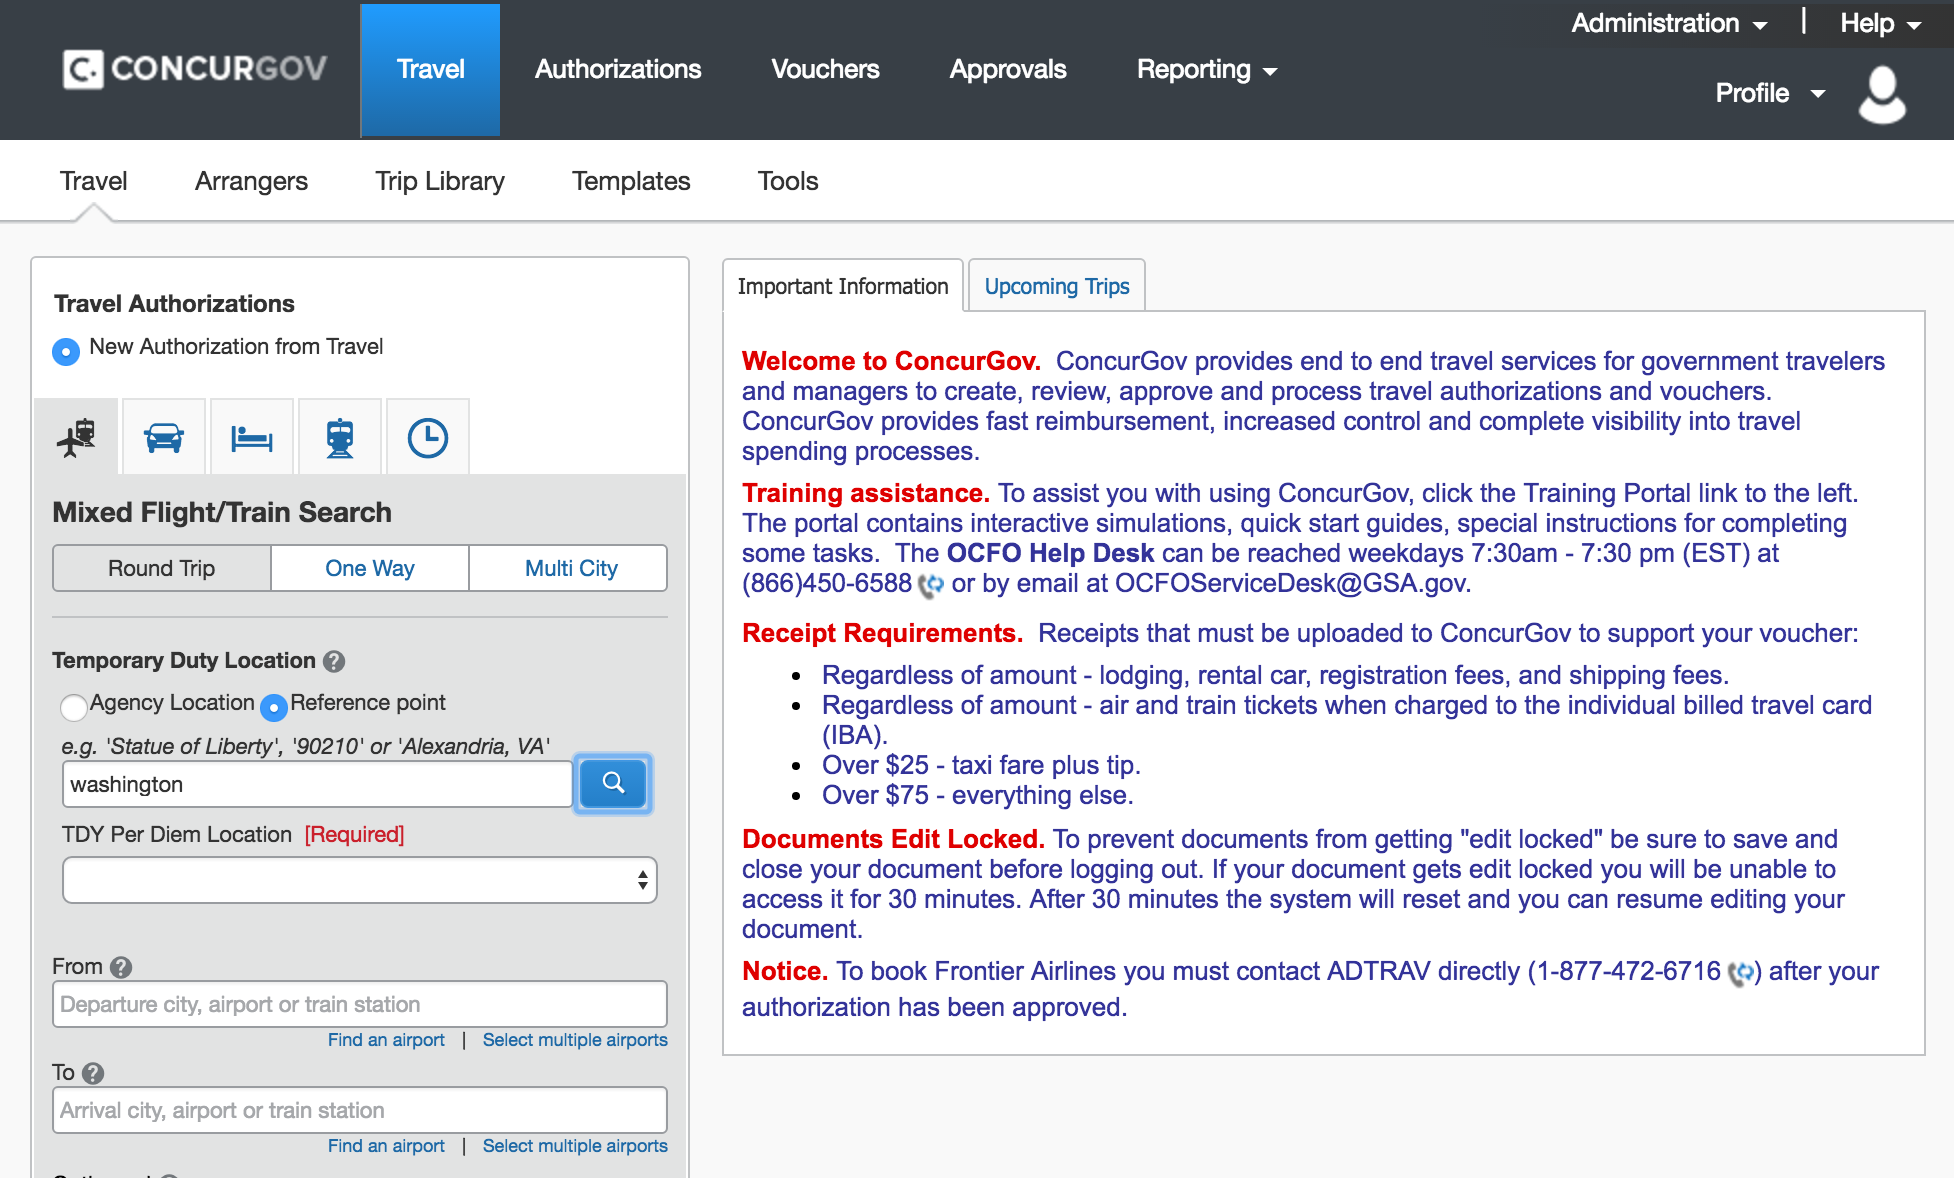 Administration | Help
CONCURGOV
Travel Authorizations Vouchers Approvals Reporting
Profile
Travel Arrangers Trip Library Templates Tools
Travel Authorizations
New Authorization from Travel
Mixed Flight/Train Search
Round Trip One Way Multi City
Temporary Duty Location ?
Agency Location Reference point
e.g. 'Statue of Liberty', '90210' or 'Alexandria, VA'
washington
TDY Per Diem Location [Required]
From ?
Departure city, airport or train station
Find an airport | Select multiple airports
To ?
Arrival city, airport or train station
Find an airport | Select multiple airports
Important Information Upcoming Trips
Welcome to ConcurGov. ConcurGov provides end to end travel services for government travelers
and managers to create, review, approve and process travel authorizations and vouchers.
ConcurGov provides fast reimbursement, increased control and complete visibility into travel
spending processes.
Training assistance. To assist you with using ConcurGov, click the Training Portal link to the left.
The portal contains interactive simulations, quick start guides, special instructions for completing
some tasks. The OCFO Help Desk can be reached weekdays 7:30am - 7:30 pm (EST) at
(866)450-6588 or by email at OCFOServiceDesk@GSA.gov.
Receipt Requirements. Receipts that must be uploaded to ConcurGov to support your voucher:
• Regardless of amount - lodging, rental car, registration fees, and shipping fees.
• Regardless of amount - air and train tickets when charged to the individual billed travel card
(IBA).
• Over $25 - taxi fare plus tip.
• Over $75 - everything else.
Documents Edit Locked. To prevent documents from getting "edit locked" be sure to save and
close your document before logging out. If your document gets edit locked you will be unable to
access it for 30 minutes. After 30 minutes the system will reset and you can resume editing your
document.
Notice. To book Frontier Airlines you must contact ADTRAV directly (1-877-472-6716 ) after your
authorization has been approved.